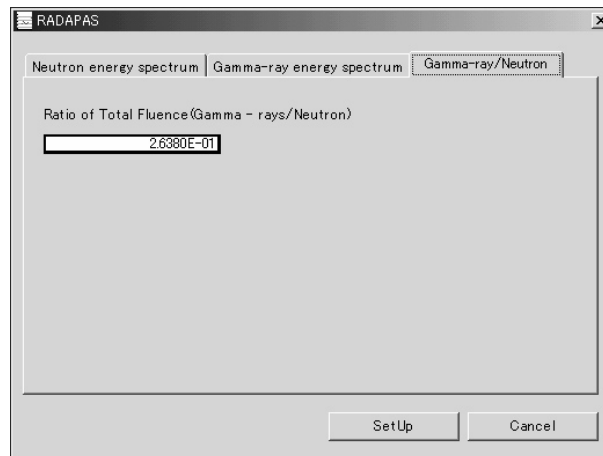 RADAPAS
Neutron energy spectrum Gamma-ray energy spectrum Gamma-ray/Neutron
Ratio of Total Fluence(Gamma - rays/Neutron)
2.6380E-01
SetUp Cancel